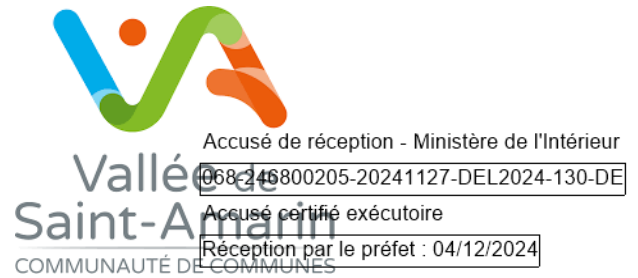 Accusé de réception - Ministère de l'Intérieur
Vallée de
068-246800205-20241127-DEL2024-130-DE
Saint-Amarin
Accusé certifié exécutoire
Réception par le préfet : 04/12/2024
COMMUNAUTÉ DE COMMUNES